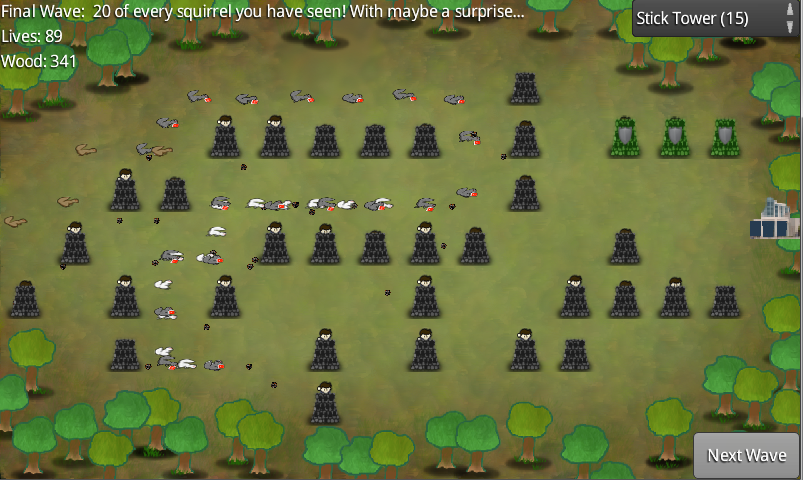 Final Wave:  20 of every squirrel you have seen! With maybe a surprise...
Stick Tower (15)
Lives: 89
Wood: 341
Next Wave